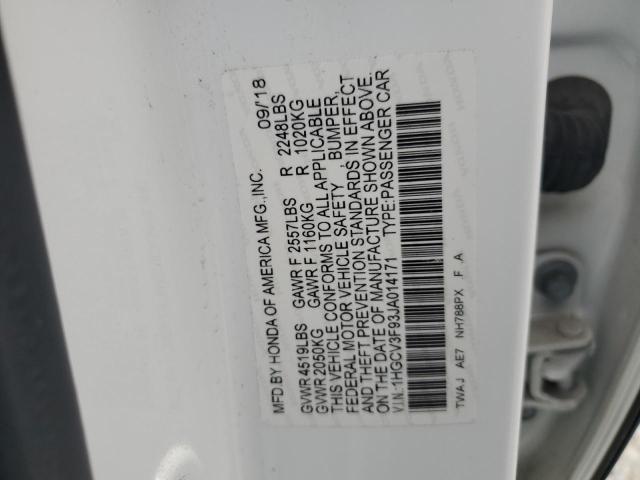 MFD BY HONDA OF AMERICA MFG.,INC. 09/'18
GVWR 4519LBS GAWR F 2557LBS R 2248LBS
GVWR 2050KG GAWR F 1160KG R 1020KG
THIS VEHICLE CONFORMS TO ALL APPLICABLE
FEDERAL MOTOR VEHICLE SAFETY , BUMPER,
AND THEFT PREVENTION STANDARDS IN EFFECT
ON THE DATE OF MANUFACTURE SHOWN ABOVE.
V.I.N.:1HGCV3F93JA014171 TYPE:PASSENGER CAR
TWAJ AE7 NH788PX F A